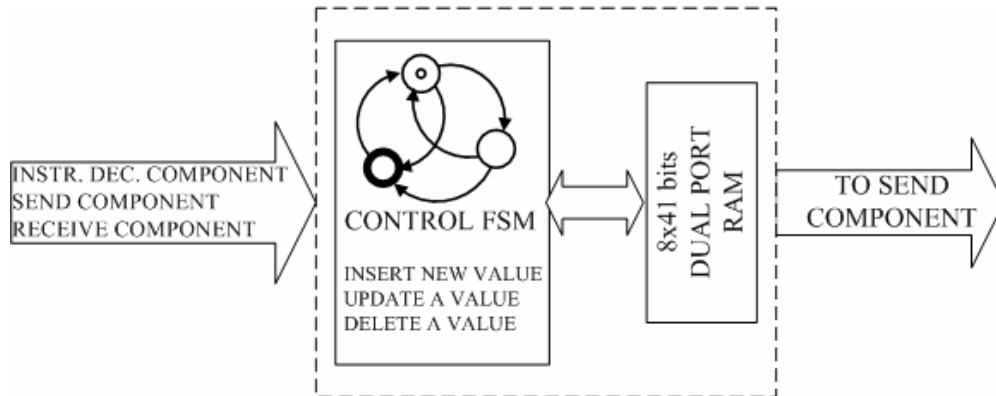 INSTR. DEC. COMPONENT
SEND COMPONENT
RECEIVE COMPONENT
CONTROL FSM
INSERT NEW VALUE
UPDATE A VALUE
DELETE A VALUE
8x41 bits
DUAL PORT
RAM
TO SEND
COMPONENT